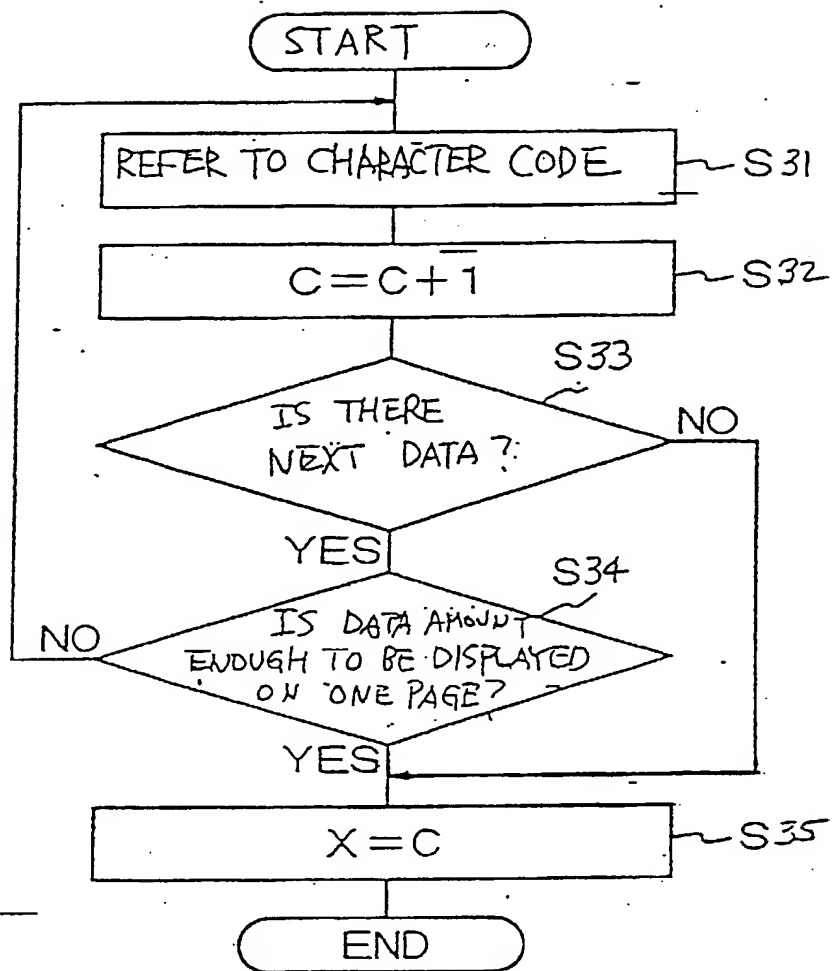 START
REFER TO CHARACTER CODE
S31
C=C+1
S32
S33
IS THERE
NEXT DATA?
NO
YES
S34
IS DATA AMOUNT
ENOUGH TO BE DISPLAYED
ON ONE PAGE?
NO
YES
X=C
S35
END